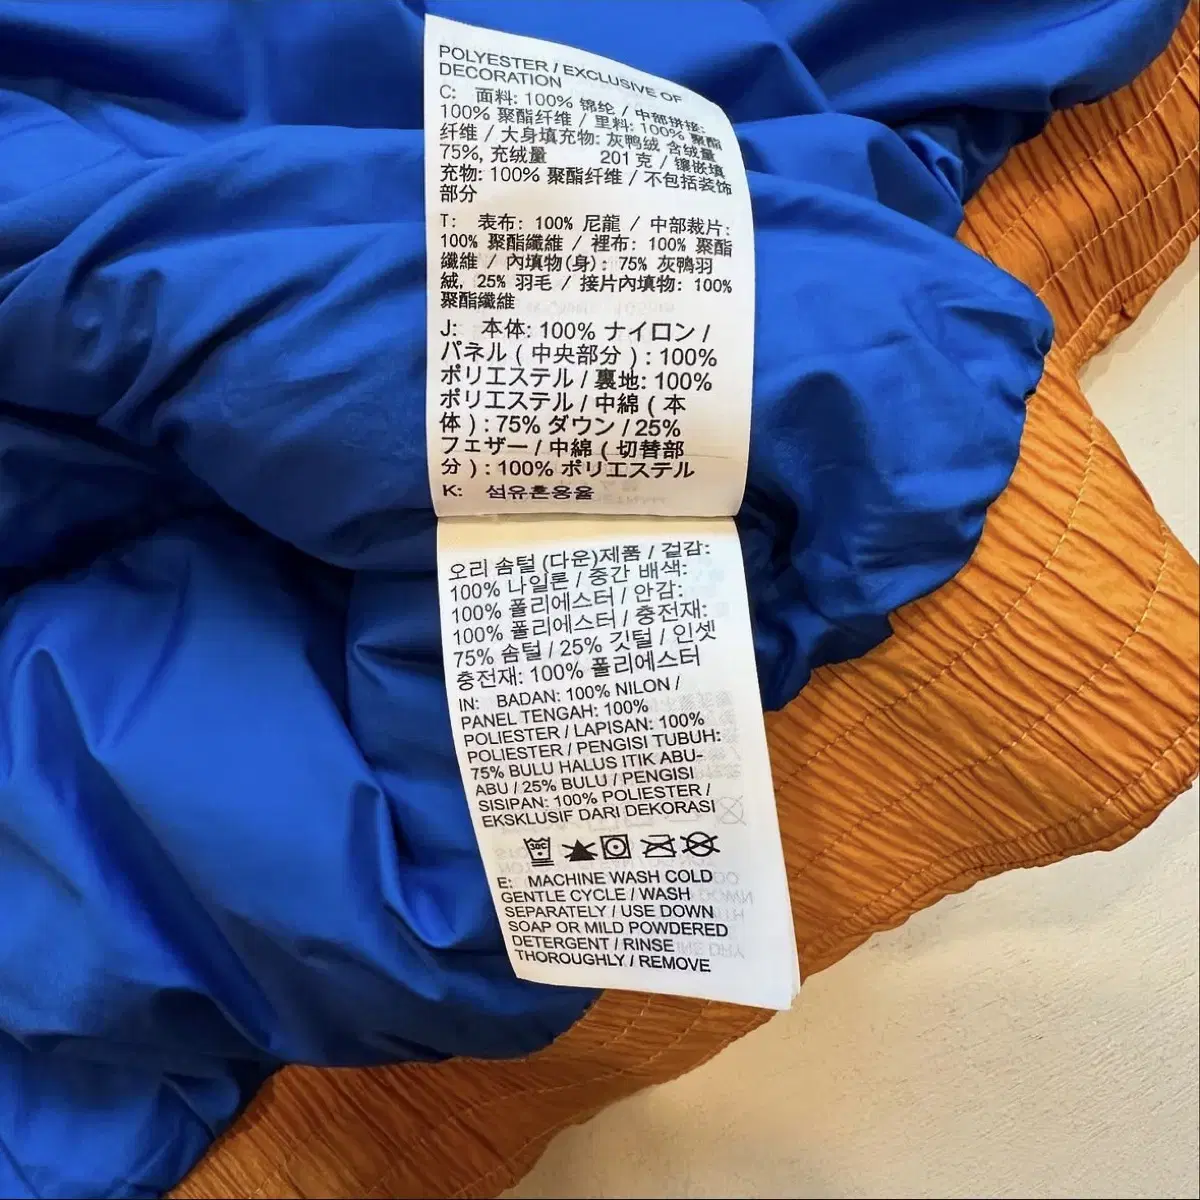 POLYESTER / EXCLUSIVE OF
DECORATION
C: 面料: 100% 锦纶 / 中部拼接:
100% 聚酯纤维 / 里料: 100% 聚酯
纤维 / 大身填充物: 灰鸭绒 含绒量
75%, 充绒量 201 克 / 镶嵌填
充物: 100% 聚酯纤维 / 不包括装饰
部分
T: 表布: 100% 尼龍 / 中部裁片:
100% 聚酯纖維 / 裡布: 100% 聚酯
纖維 / 內填物(身): 75% 灰鴨羽
絨, 25% 羽毛 / 接片內填物: 100%
聚酯纖維
J: 本体: 100% ナイロン /
パネル ( 中央部分 ) : 100%
ポリエステル / 裏地: 100%
ポリエステル / 中綿 ( 本
体 ) : 75% ダウン / 25%
フェザー / 中綿 ( 切替部
分 ) : 100% ポリエステル
K: 섬유혼용율
오리 솜털 (다운)제품 / 겉감:
100% 나일론 / 중간 배색:
100% 폴리에스터 / 안감:
100% 폴리에스터 / 충전재:
75% 솜털 / 25% 깃털 / 인셋
충전재: 100% 폴리에스터
IN: BADAN: 100% NILON /
PANEL TENGAH: 100%
POLIESTER / LAPISAN: 100%
POLIESTER / PENGISI TUBUH:
75% BULU HALUS ITIK ABU-
ABU / 25% BULU / PENGISI
SISIPAN: 100% POLIESTER /
EKSKLUSIF DARI DEKORASI
30C
E: MACHINE WASH COLD
GENTLE CYCLE / WASH
SEPARATELY / USE DOWN
SOAP OR MILD POWDERED
DETERGENT / RINSE
THOROUGHLY / REMOVE